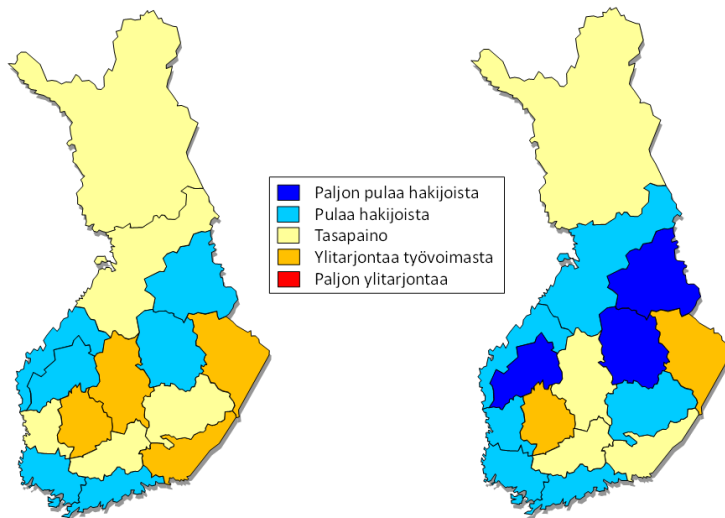 Paljon pulaa hakijoista
Pulaa hakijoista
Tasapaino
Ylitarjontaa työvoimasta
Paljon ylitarjontaa